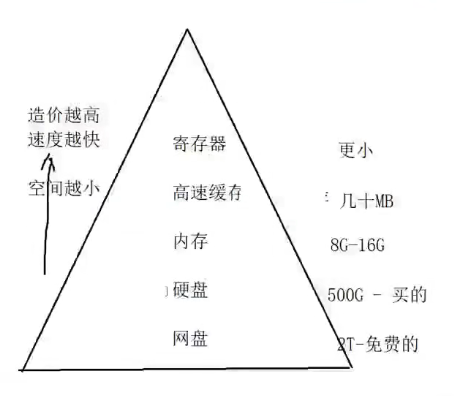 造价越高
速度越快
空间越小
寄存器
更小
高速缓存
几十MB
内存
8G-16G
硬盘
500G - 买的
网盘
2T-免费的